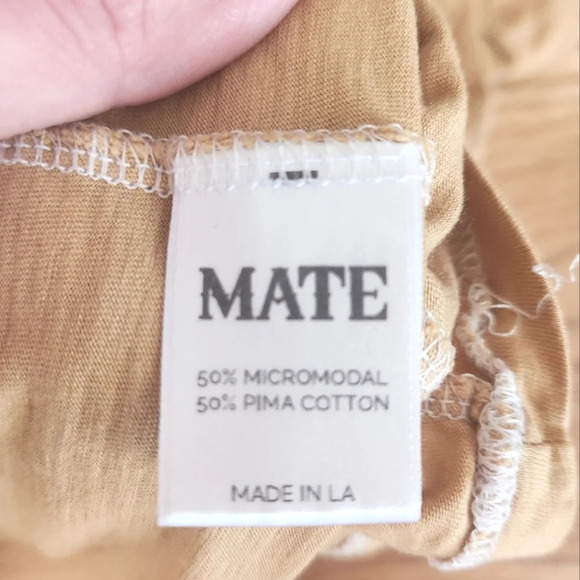 MATE
50% MICROMODAL
50% PIMA COTTON
MADE IN LA